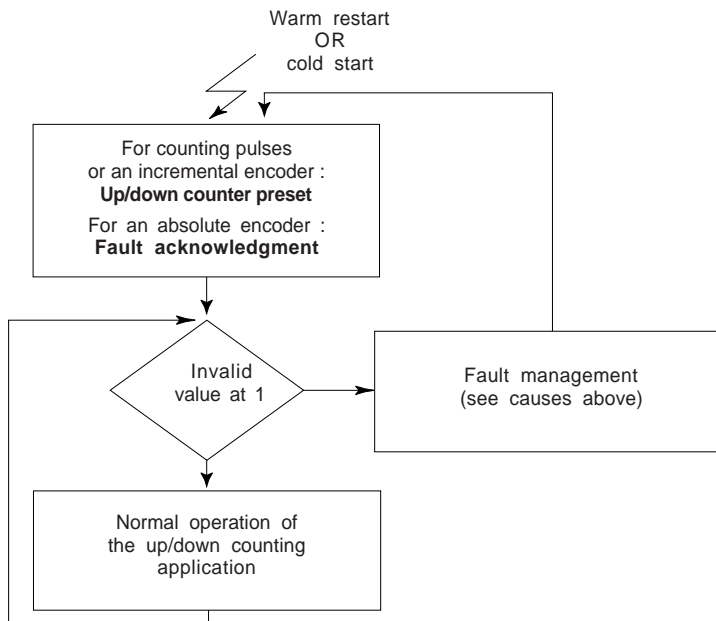 Warm restart
OR
cold start
For counting pulses
or an incremental encoder :
Up/down counter preset
For an absolute encoder :
Fault acknowledgment
Invalid
value at 1
Fault management
(see causes above)
Normal operation of
the up/down counting
application